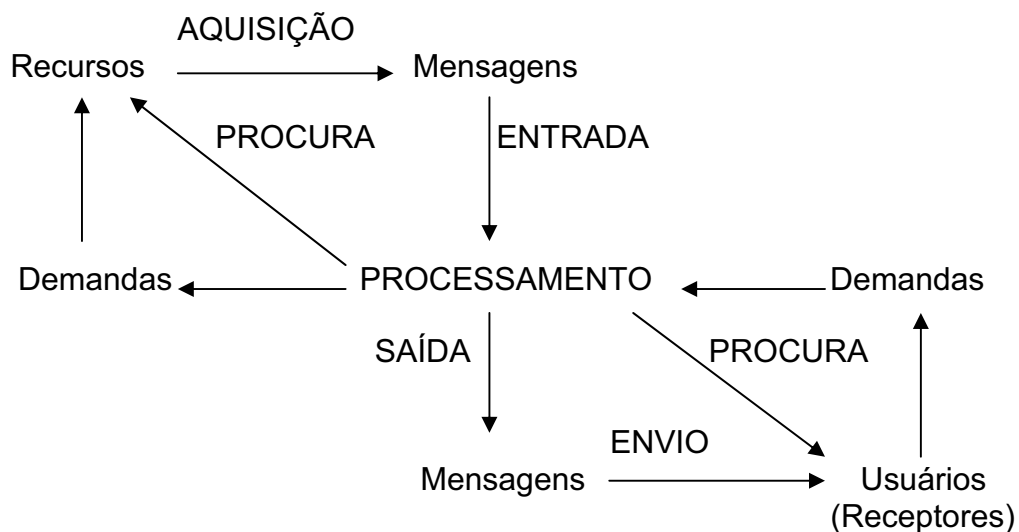 AQUISIÇÃO
Recursos
Mensagens
PROCURA
ENTRADA
Demandas
PROCESSAMENTO
Demandas
SAÍDA
PROCURA
ENVIO
Mensagens
Usuários
(Receptores)